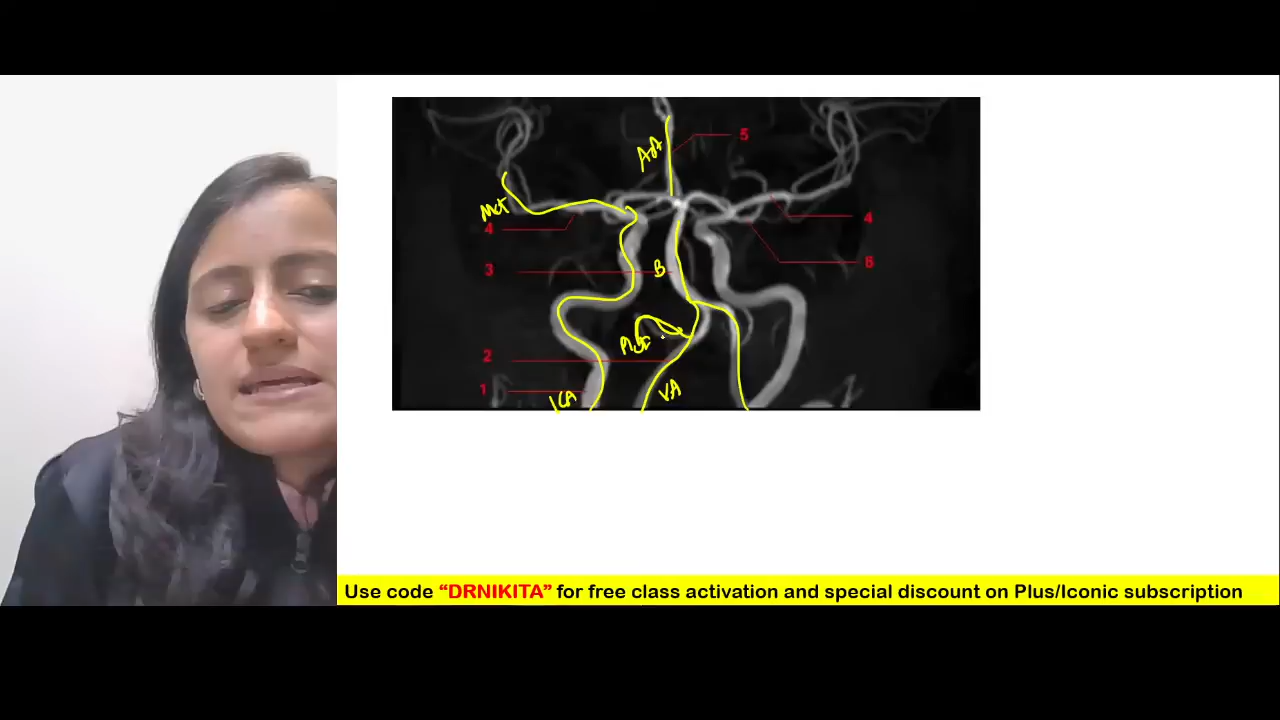 5
ACA
MCA
4
4
3
B
6
2
1
ICA
VA
Use code “DRNIKITA” for free class activation and special discount on Plus/Iconic subscription